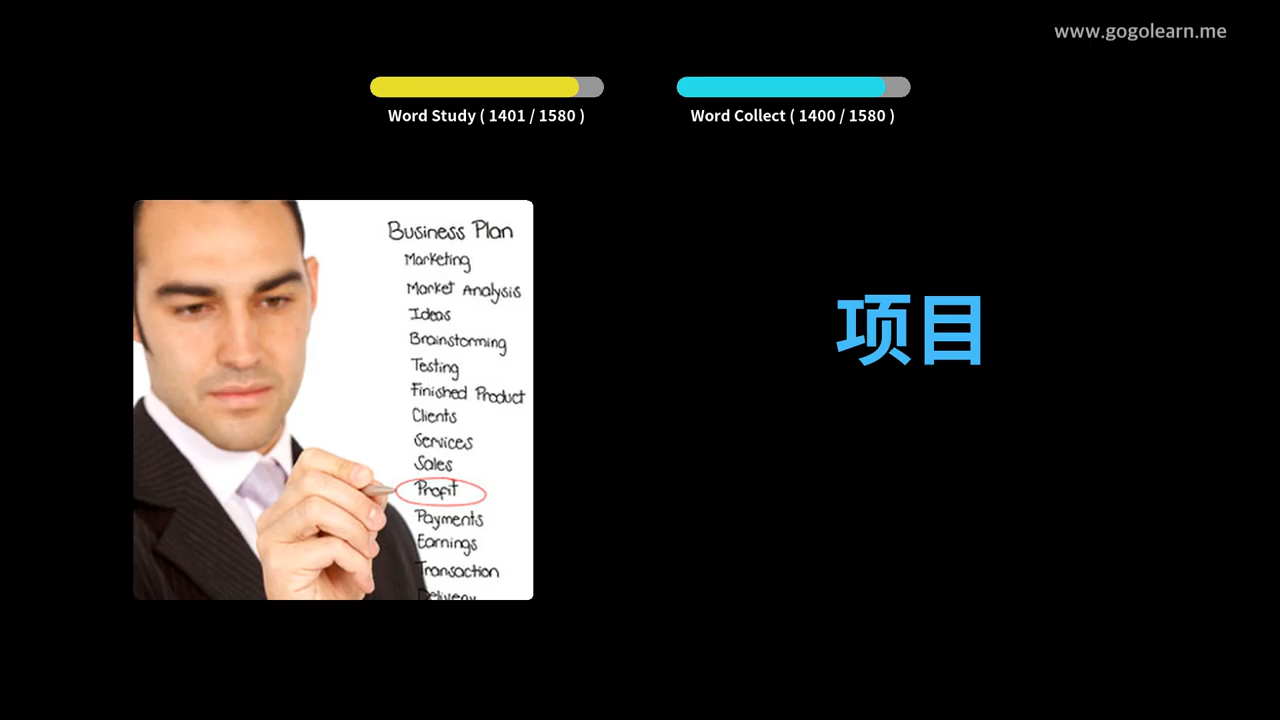 www.gogolearn.me
Word Study ( 1401 / 1580 )
Word Collect ( 1400 / 1580 )
Business Plan
Marketing
Market Analysis
Ideas
Brainstorming
Testing
Finished Product
Clients
Services
Sales
Profit
Payments
Earnings
Transaction
Delivery
项目